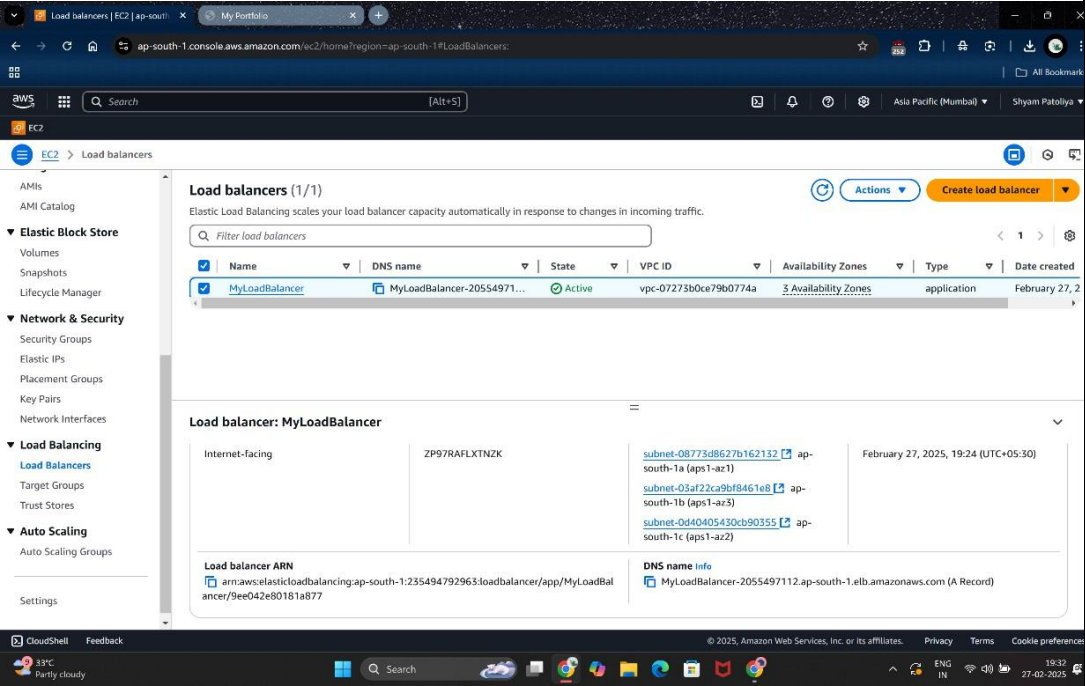 Load balancers | EC2 | ap-south
My Portfolio
ap-south-1.console.aws.amazon.com/ec2/home?region=ap-south-1#LoadBalancers:
252
All Bookmark
aws
Search
[Alt+S]
Asia Pacific (Mumbai)
Shyam Patoliya
EC2
EC2 > Load balancers
AMIs
AMI Catalog
Elastic Block Store
Volumes
Snapshots
Lifecycle Manager
Network & Security
Security Groups
Elastic IPs
Placement Groups
Key Pairs
Network Interfaces
Load Balancing
Load Balancers
Target Groups
Trust Stores
Auto Scaling
Auto Scaling Groups
Settings
Load balancers (1/1)
Actions
Create load balancer
Elastic Load Balancing scales your load balancer capacity automatically in response to changes in incoming traffic.
Filter load balancers
1
Name
DNS name
State
VPC ID
Availability Zones
Type
Date created
MyLoadBalancer
MyLoadBalancer-20554971...
Active
vpc-07273b0ce79b0774a
3 Availability Zones
application
February 27, 2
Load balancer: MyLoadBalancer
Internet-facing
ZP97RAFLXTNZK
subnet-08773d8627b162132 ap-
south-1a (aps1-az1)
subnet-03af22ca9bf8461e8 ap-
south-1b (aps1-az3)
subnet-0d40405430cb90355 ap-
south-1c (aps1-az2)
February 27, 2025, 19:24 (UTC+05:30)
Load balancer ARN
arn:aws:elasticloadbalancing:ap-south-1:235494792963:loadbalancer/app/MyLoadBal
ancer/9ee042e80181a877
DNS name Info
MyLoadBalancer-2055497112.ap-south-1.elb.amazonaws.com (A Record)
CloudShell
Feedback
© 2025, Amazon Web Services, Inc. or its affiliates.
Privacy
Terms
Cookie preferences
33°C
Partly cloudy
Search
ENG
IN
19:32
27-02-2025